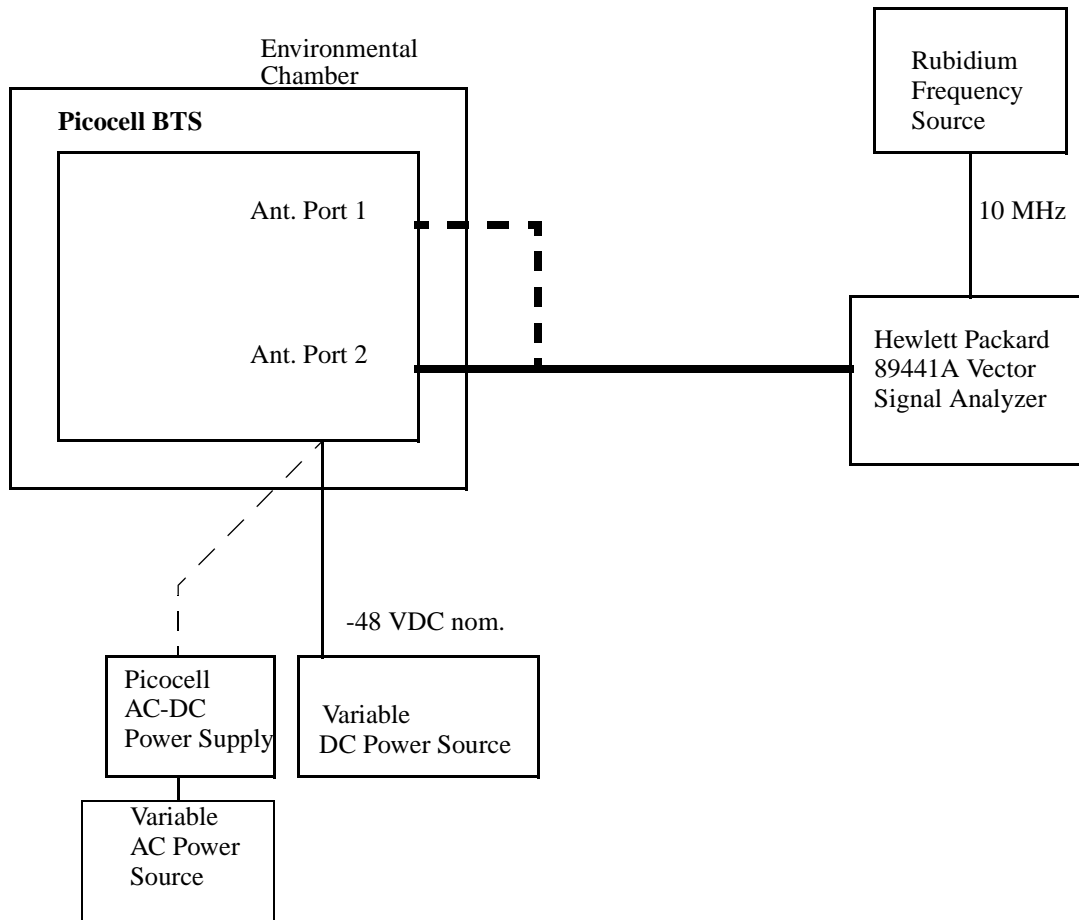 Environmental
Chamber
Picocell BTS
Ant. Port 1
Ant. Port 2
Rubidium
Frequency
Source
10 MHz
Hewlett Packard
89441A Vector
Signal Analyzer
-48 VDC nom.
Picocell
AC-DC
Power Supply
Variable
DC Power Source
Variable
AC Power
Source